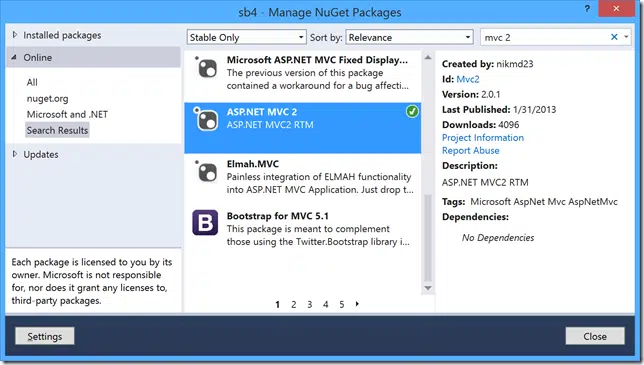 sb4 - Manage NuGet Packages
?
Installed packages
Online
All
nuget.org
Microsoft and .NET
Search Results
Updates
Each package is licensed to you by its
owner. Microsoft is not responsible
for, nor does it grant any licenses to,
third-party packages.
Stable Only
Sort by: Relevance
Microsoft ASP.NET MVC Fixed Display...
The previous version of this package
contained a workaround for a bug affecti...
ASP.NET MVC 2
ASP.NET MVC2 RTM
Elmah.MVC
Painless integration of ELMAH functionality
into ASP.NET MVC Application. Just drop t...
B
Bootstrap for MVC 5.1
This package is meant to complement
those using the Twitter.Bootstrap library i...
1 2 3 4 5
mvc 2
Created by: nikmd23
Id: Mvc2
Version: 2.0.1
Last Published: 1/31/2013
Downloads: 4096
Project Information
Report Abuse
Description:
ASP.NET MVC2 RTM
Tags: Microsoft AspNet Mvc AspNetMvc
Dependencies:
No Dependencies
Settings
Close